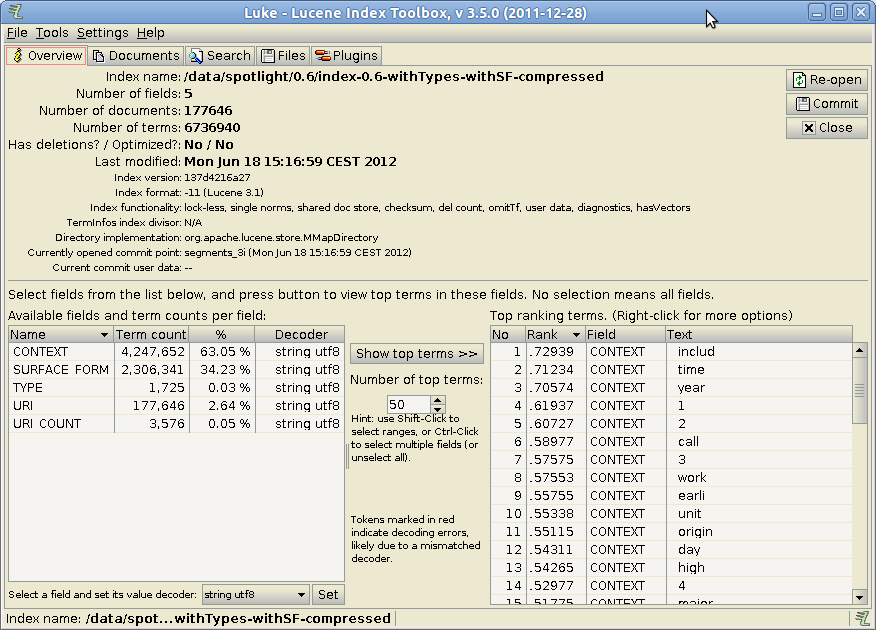 Luke - Lucene Index Toolbox, v 3.5.0 (2011-12-28)
File Tools Settings Help
Overview Documents Search Files Plugins
Index name: /data/spotlight/0.6/index-0.6-withTypes-withSF-compressed
Number of fields: 5
Number of documents: 177646
Number of terms: 6736940
Has deletions? / Optimized?: No / No
Last modified: Mon Jun 18 15:16:59 CEST 2012
Index version: 137d4216a27
Index format: -11 (Lucene 3.1)
Index functionality: lock-less, single norms, shared doc store, checksum, del count, omitTf, user data, diagnostics, hasVectors
TermInfos index divisor: N/A
Directory implementation: org.apache.lucene.store.MMapDirectory
Currently opened commit point: segments_3i (Mon Jun 18 15:16:59 CEST 2012)
Current commit user data: --
Re-open
Commit
Close
Select fields from the list below, and press button to view top terms in these fields. No selection means all fields.
Available fields and term counts per field:
Name Term count % Decoder
CONTEXT 4,247,652 63.05 % string utf8
SURFACE_FORM 2,306,341 34.23 % string utf8
TYPE 1,725 0.03 % string utf8
URI 177,646 2.64 % string utf8
URI_COUNT 3,576 0.05 % string utf8
Select a field and set its value decoder: string utf8 Set
Show top terms >>
Number of top terms:
50
Hint: use Shift-Click to
select ranges, or Ctrl-Click
to select multiple fields (or
unselect all).
Tokens marked in red
indicate decoding errors,
likely due to a mismatched
decoder.
Top ranking terms. (Right-click for more options)
No Rank Field Text
1 .72939 CONTEXT includ
2 .71234 CONTEXT time
3 .70574 CONTEXT year
4 .61937 CONTEXT 1
5 .60727 CONTEXT 2
6 .58977 CONTEXT call
7 .57575 CONTEXT 3
8 .57553 CONTEXT work
9 .55755 CONTEXT earli
10 .55338 CONTEXT unit
11 .55115 CONTEXT origin
12 .54311 CONTEXT day
13 .54265 CONTEXT high
14 .52977 CONTEXT 4
15 .51775 CONTEXT major
Index name: /data/spot...withTypes-withSF-compressed